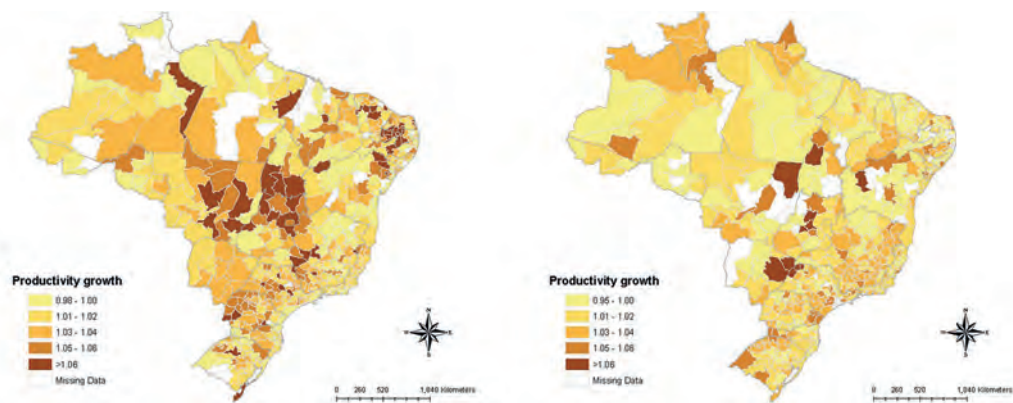 Productivity growth
0.98 - 1.00
1.01 - 1.02
1.03 - 1.04
1.05 - 1.06
>1.06
Missing Data
N
W E
S
0 260 520 1,040 Kilometers
Productivity growth
0.95 - 1.00
1.01 - 1.02
1.03 - 1.04
1.05 - 1.06
>1.06
Missing Data
N
W E
S
0 260 520 1,040 Kilometers